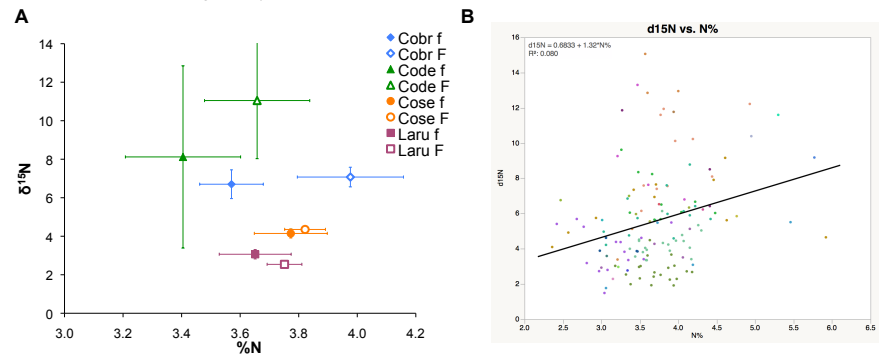 A
14
12
10
8
6
4
2
0
δ15N
3.0 3.2 3.4 3.6 3.8 4.0 4.2
%N
Cobr f
Cobr F
Code f
Code F
Cose f
Cose F
Laru f
Laru F
B
d15N vs. N%
d15N = 0.6833 + 1.32*N%
R²: 0.080
16
14
12
10
8
6
4
2
0
d15N
2.0 2.5 3.0 3.5 4.0 4.5 5.0 5.5 6.0 6.5
N%